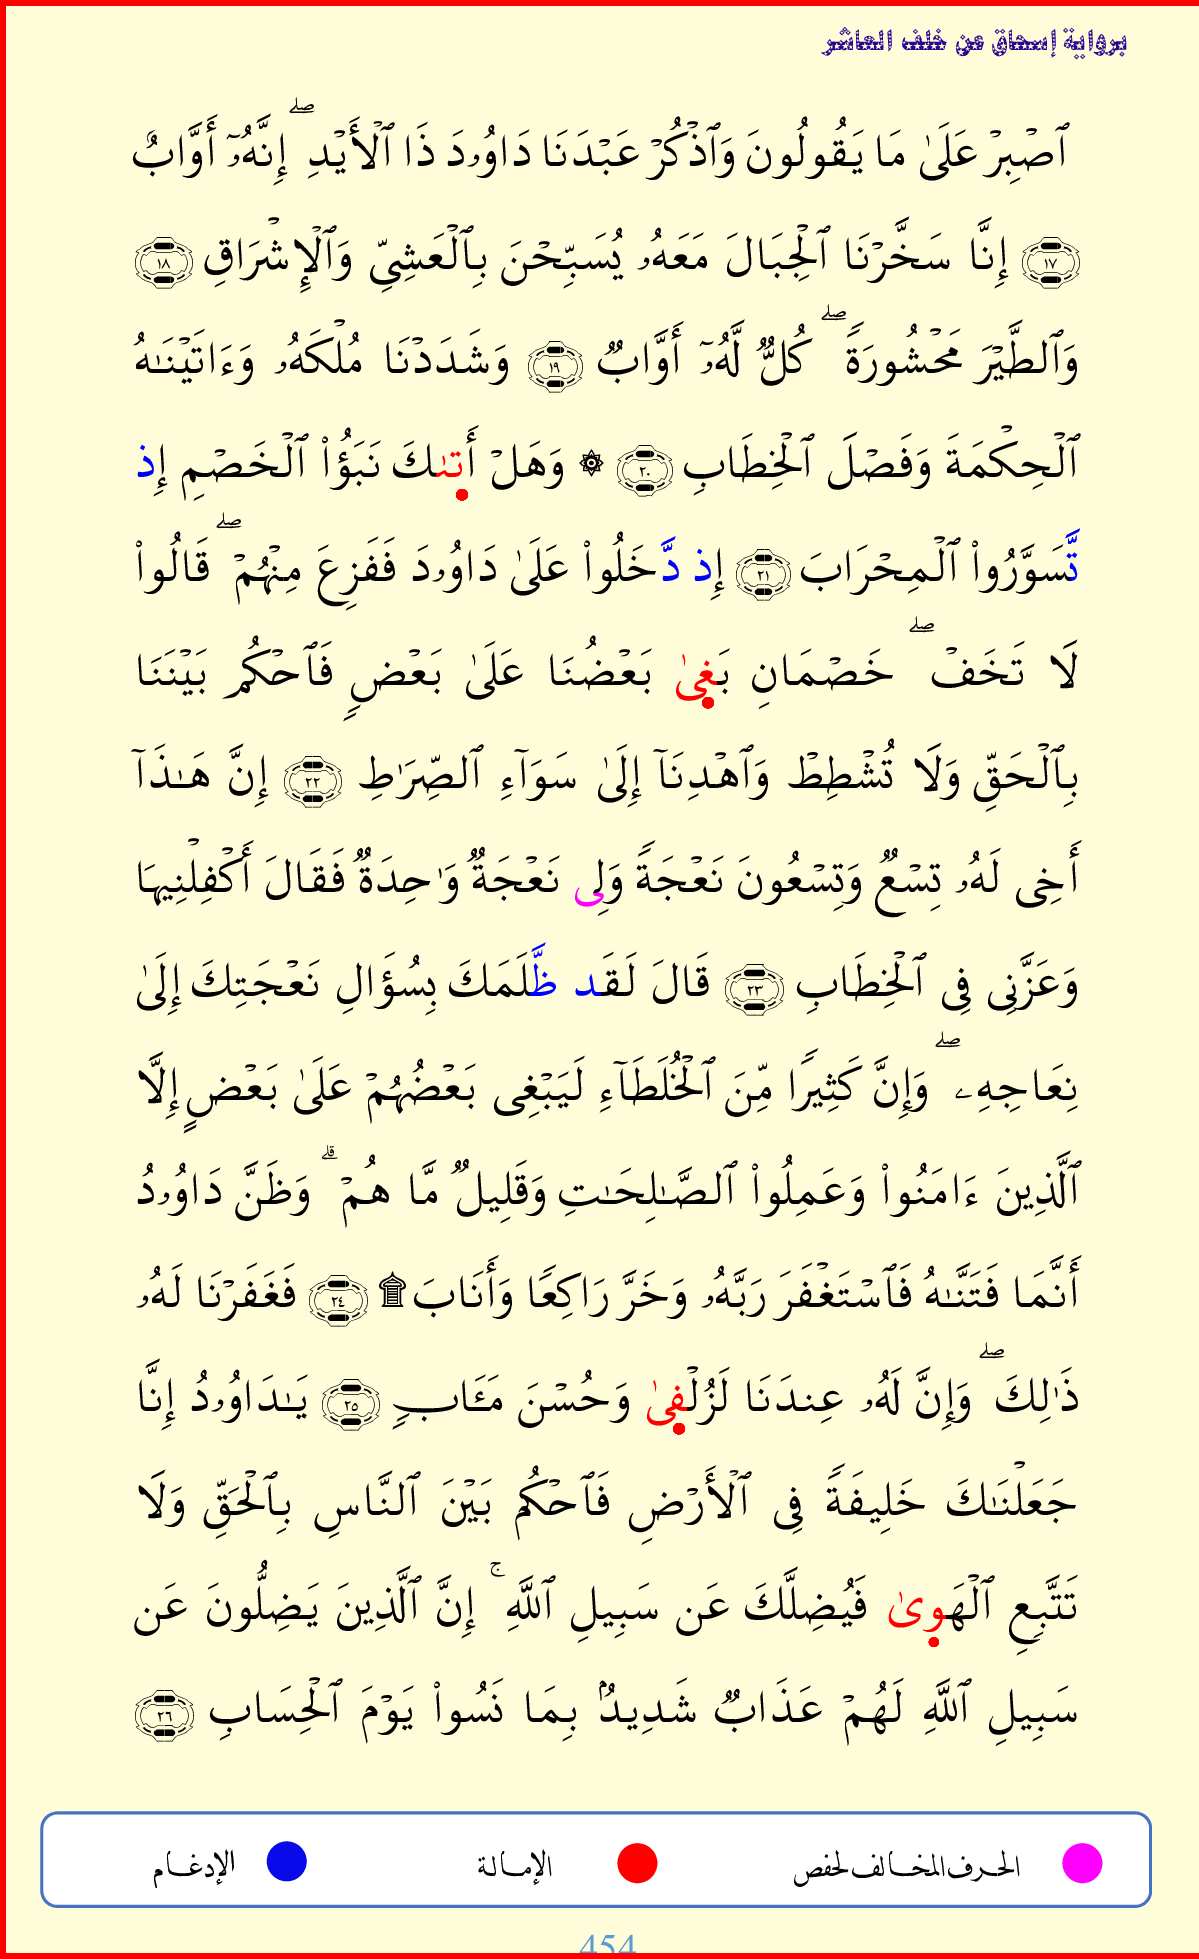 برواية إسحاق عن خلف العاشر
ٱصۡبِرۡ عَلَىٰ مَا يَقُولُونَ وَٱذۡكُرۡ عَبۡدَنَا دَاوُۥدَ ذَا ٱلۡأَيۡدِۖ إِنَّهُۥٓ أَوَّابٌ
١٧ إِنَّا سَخَّرۡنَا ٱلۡجِبَالَ مَعَهُۥ يُسَبِّحۡنَ بِٱلۡعَشِيِّ وَٱلۡإِشۡرَاقِ ١٨
وَٱلطَّيۡرَ مَحۡشُورَةٗۖ كُلّٞ لَّهُۥٓ أَوَّابٞ ١٩ وَشَدَدۡنَا مُلۡكَهُۥ وَءَاتَيۡنَٰهُ
ٱلۡحِكۡمَةَ وَفَصۡلَ ٱلۡخِطَابِ ٢٠ ۞ وَهَلۡ أَتىٰكَ نَبَؤُاْ ٱلۡخَصۡمِ إِذ
تَّسَوَّرُواْ ٱلۡمِحۡرَابَ ٢١ إِذ دَّخَلُواْ عَلَىٰ دَاوُۥدَ فَفَزِعَ مِنۡهُمۡۖ قَالُواْ
لَا تَخَفۡۖ خَصۡمَانِ بَغىٰ بَعۡضُنَا عَلَىٰ بَعۡضٖ فَٱحۡكُم بَيۡنَنَا
بِٱلۡحَقِّ وَلَا تُشۡطِطۡ وَٱهۡدِنَآ إِلَىٰ سَوَآءِ ٱلصِّرَٰطِ ٢٢ إِنَّ هَٰذَآ
أَخِي لَهُۥ تِسۡعٞ وَتِسۡعُونَ نَعۡجَةٗ وَلِي نَعۡجَةٞ وَٰحِدَةٞ فَقَالَ أَكۡفِلۡنِيهَا
وَعَزَّنِي فِي ٱلۡخِطَابِ ٢٣ قَالَ لَقَد ظَّلَمَكَ بِسُؤَالِ نَعۡجَتِكَ إِلَىٰ
نِعَاجِهِۦۖ وَإِنَّ كَثِيرٗا مِّنَ ٱلۡخُلَطَآءِ لَيَبۡغِي بَعۡضُهُمۡ عَلَىٰ بَعۡضٍ إِلَّا
ٱلَّذِينَ ءَامَنُواْ وَعَمِلُواْ ٱلصَّٰلِحَٰتِ وَقَلِيلٞ مَّا هُمۡۗ وَظَنَّ دَاوُۥدُ
أَنَّمَا فَتَنَّٰهُ فَٱسۡتَغۡفَرَ رَبَّهُۥ وَخَرَّ رَاكِعٗا وَأَنَابَ۩ ٢٤ فَغَفَرۡنَا لَهُۥ
ذَٰلِكَۖ وَإِنَّ لَهُۥ عِندَنَا لَزُلۡفىٰ وَحُسۡنَ مَـَٔابٖ ٢٥ يَٰدَاوُۥدُ إِنَّا
جَعَلۡنَٰكَ خَلِيفَةٗ فِي ٱلۡأَرۡضِ فَٱحۡكُم بَيۡنَ ٱلنَّاسِ بِٱلۡحَقِّ وَلَا
تَتَّبِعِ ٱلۡهَوىٰ فَيُضِلَّكَ عَن سَبِيلِ ٱللَّهِۚ إِنَّ ٱلَّذِينَ يَضِلُّونَ عَن
سَبِيلِ ٱللَّهِ لَهُمۡ عَذَابٞ شَدِيدُۢ بِمَا نَسُواْ يَوۡمَ ٱلۡحِسَابِ ٢٦
الحرف المخالف لحفص الإمالة الإدغام
454